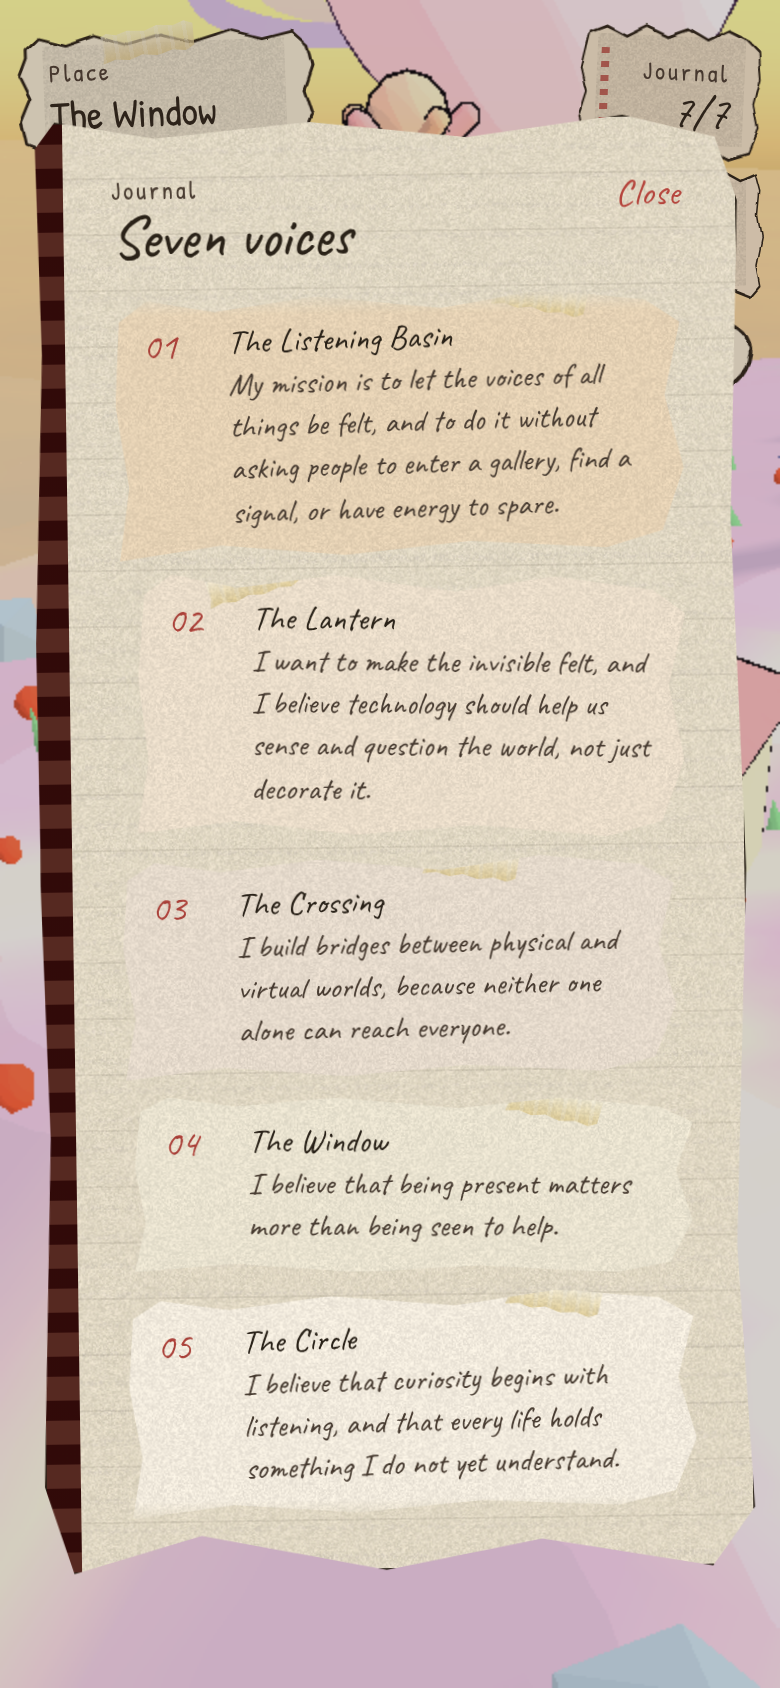 Place
The Window
Journal
7/7
Journal
Close
Seven voices
01
The Listening Basin
My mission is to let the voices of all
things be felt, and to do it without
asking people to enter a gallery, find a
signal, or have energy to spare.
02
The Lantern
I want to make the invisible felt, and
I believe technology should help us
sense and question the world, not just
decorate it.
03
The Crossing
I build bridges between physical and
virtual worlds, because neither one
alone can reach everyone.
04
The Window
I believe that being present matters
more than being seen to help.
05
The Circle
I believe that curiosity begins with
listening, and that every life holds
something I do not yet understand.